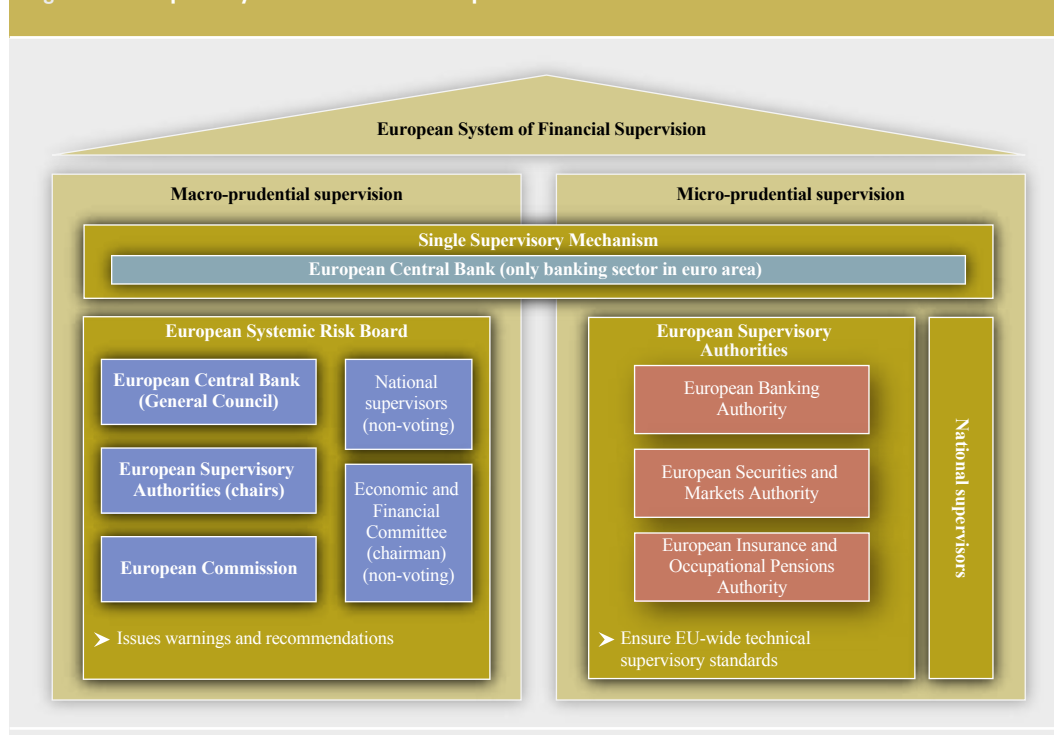 European System of Financial Supervision
Macro-prudential supervision
Micro-prudential supervision
Single Supervisory Mechanism
European Central Bank (only banking sector in euro area)
European Systemic Risk Board
European Central Bank
(General Council)
European Supervisory
Authorities (chairs)
European Commission
National
supervisors
(non-voting)
Economic and
Financial
Committee
(chairman)
(non-voting)
➤ Issues warnings and recommendations
European Supervisory
Authorities
European Banking
Authority
European Securities and
Markets Authority
European Insurance and
Occupational Pensions
Authority
➤ Ensure EU-wide technical
supervisory standards
National supervisors